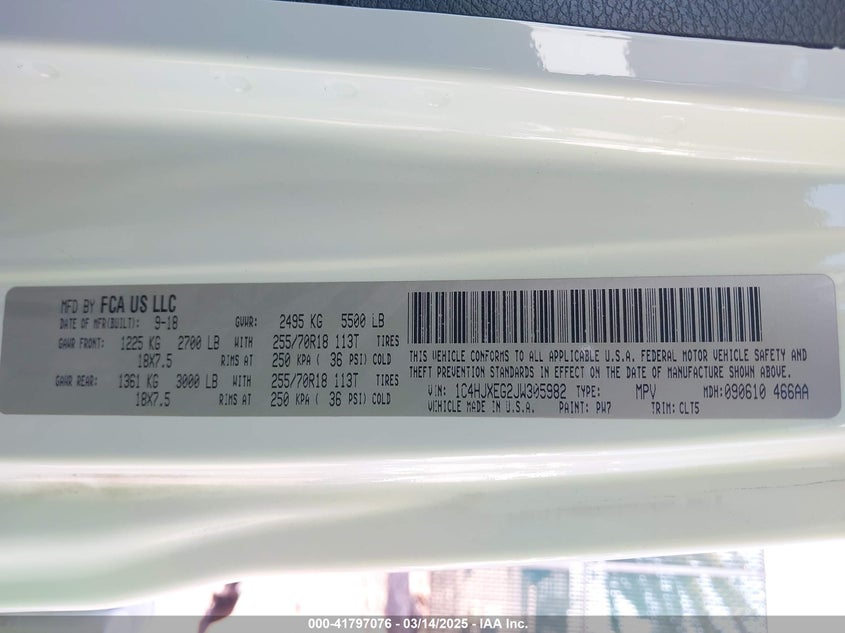 MFD BY FCA US LLC
DATE OF MFR(BUILT): 9-18 GVWR: 2495 KG 5500 LB
GAWR FRONT: 1225 KG 2700 LB WITH 255/70R18 113T TIRES
18X7.5 RIMS AT 250 KPA ( 36 PSI) COLD
GAWR REAR: 1361 KG 3000 LB WITH 255/70R18 113T TIRES
18X7.5 RIMS AT 250 KPA ( 36 PSI) COLD
THIS VEHICLE CONFORMS TO ALL APPLICABLE U.S.A. FEDERAL MOTOR VEHICLE SAFETY AND
THEFT PREVENTION STANDARDS IN EFFECT ON THE DATE OF MANUFACTURE SHOWN ABOVE.
VIN: 1C4HJXEG2JW305982 TYPE: MPV MDH:090610 466AA
VEHICLE MADE IN U.S.A. PAINT: PW7 TRIM: CLT5
000-41797076 - 03/14/2025 - IAA Inc.